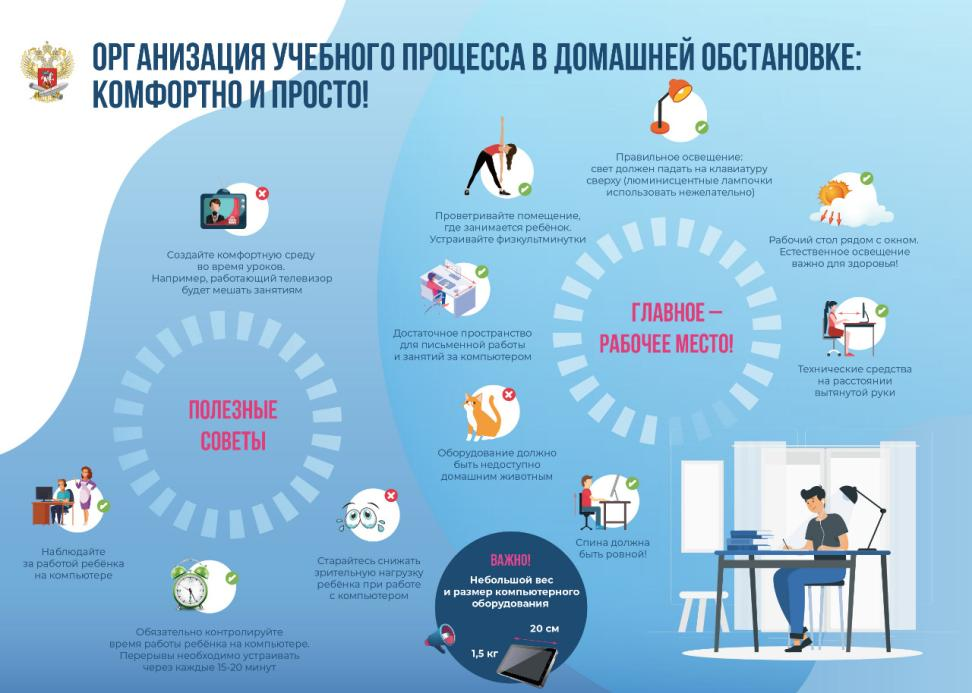 ОРГАНИЗАЦИЯ УЧЕБНОГО ПРОЦЕССА В ДОМАШНЕЙ ОБСТАНОВКЕ:
КОМФОРТНО И ПРОСТО!
Создайте комфортную среду
во время уроков.
Например, работающий телевизор
будет мешать занятиям
ПОЛЕЗНЫЕ
СОВЕТЫ
Наблюдайте
за работой ребёнка
на компьютере
Обязательно контролируйте
время работы ребёнка на компьютере.
Перерывы необходимо устраивать
через каждые 15-20 минут
Старайтесь снижать
зрительную нагрузку
ребёнка при работе
с компьютером
Проветривайте помещение,
где занимается ребёнок.
Устраивайте физкультминутки
Правильное освещение:
свет должен падать на клавиатуру
сверху (люминисцентные лампочки
использовать нежелательно)
Рабочий стол рядом с окном.
Естественное освещение
важно для здоровья!
Достаточное пространство
для письменной работы
и занятий за компьютером
ГЛАВНОЕ –
РАБОЧЕЕ МЕСТО!
Технические средства
на расстоянии
вытянутой руки
Оборудование должно
быть недоступно
домашним животным
Спина должна
быть ровной!
ВАЖНО!
Небольшой вес
и размер компьютерного
оборудования
20 см
1,5 кг